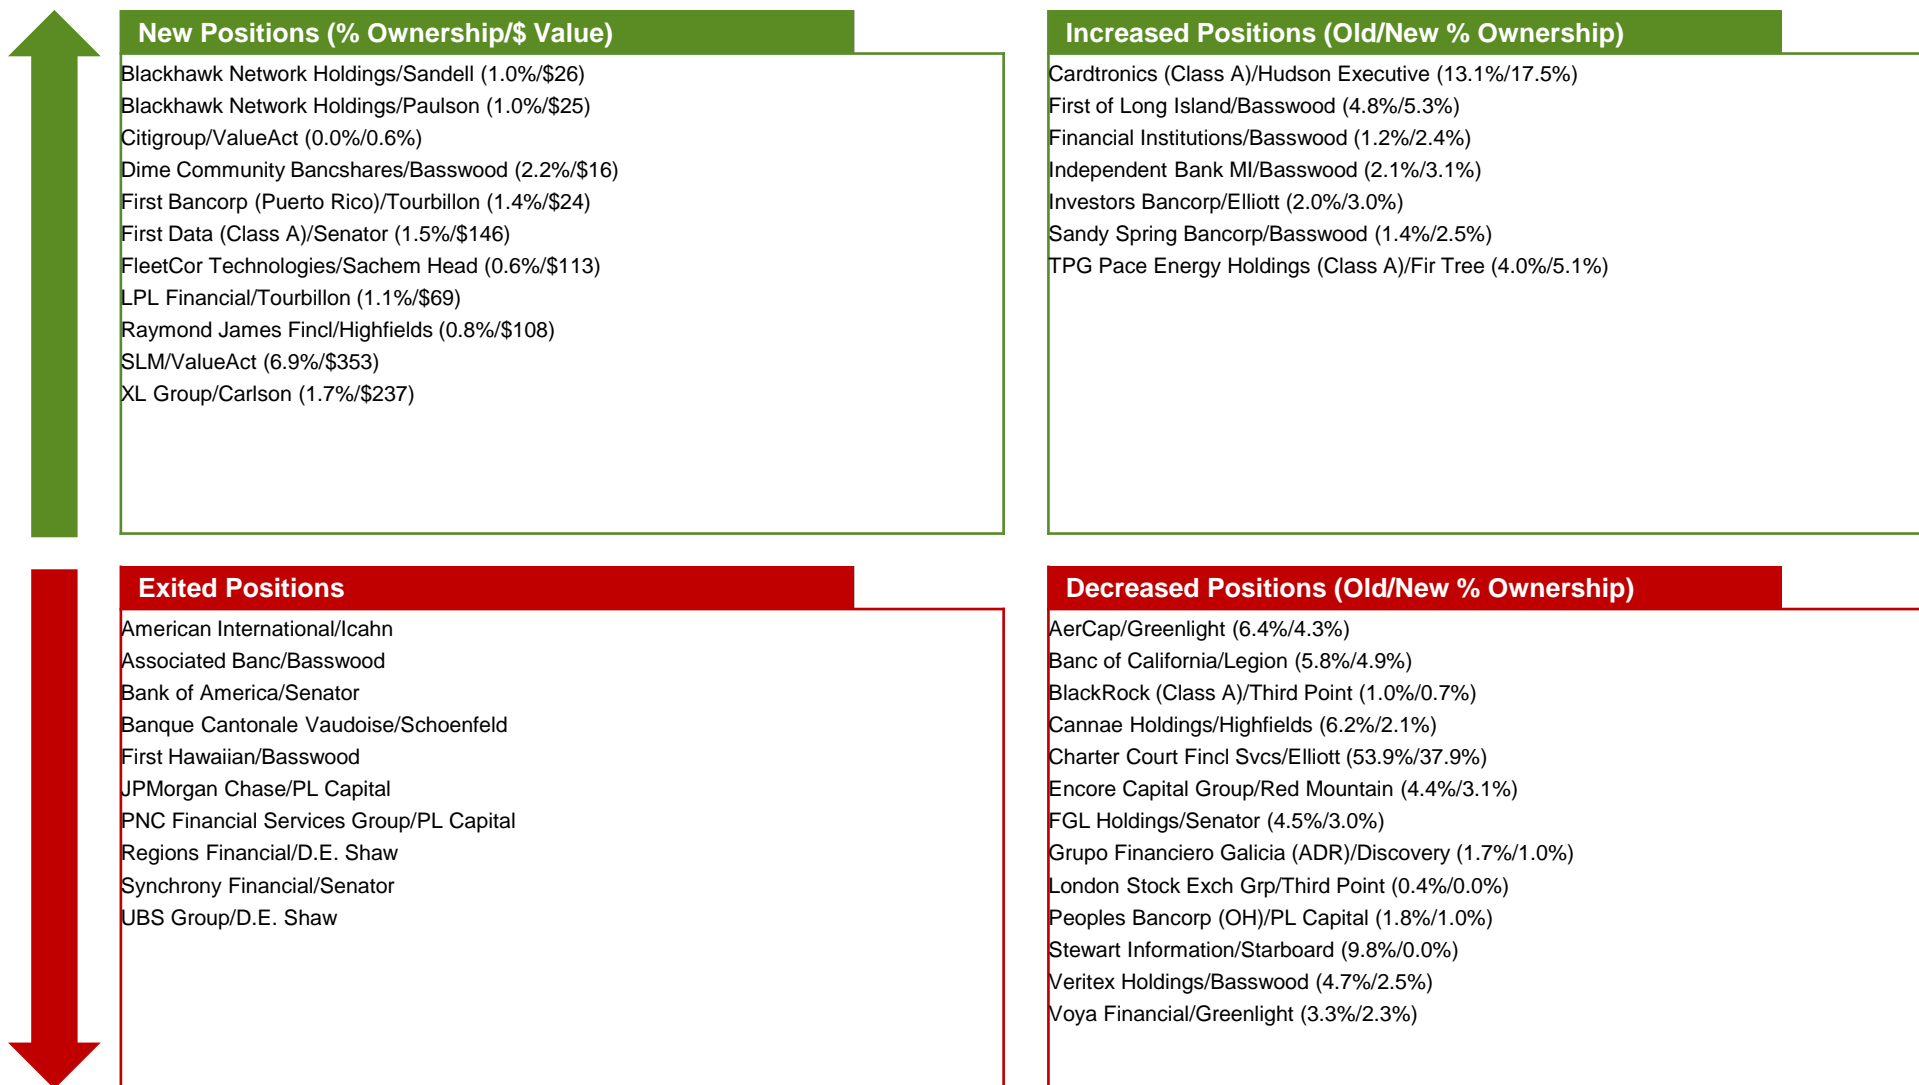 New Positions (% Ownership/$ Value)
Blackhawk Network Holdings/Sandell (1.0%/$26)
Blackhawk Network Holdings/Paulson (1.0%/$25)
Citigroup/ValueAct (0.0%/0.6%)
Dime Community Bancshares/Basswood (2.2%/$16)
First Bancorp (Puerto Rico)/Tourbillon (1.4%/$24)
First Data (Class A)/Senator (1.5%/$146)
FleetCor Technologies/Sachem Head (0.6%/$113)
LPL Financial/Tourbillon (1.1%/$69)
Raymond James Fincl/Highfields (0.8%/$108)
SLM/ValueAct (6.9%/$353)
XL Group/Carlson (1.7%/$237)
Increased Positions (Old/New % Ownership)
Cardtronics (Class A)/Hudson Executive (13.1%/17.5%)
First of Long Island/Basswood (4.8%/5.3%)
Financial Institutions/Basswood (1.2%/2.4%)
Independent Bank MI/Basswood (2.1%/3.1%)
Investors Bancorp/Elliott (2.0%/3.0%)
Sandy Spring Bancorp/Basswood (1.4%/2.5%)
TPG Pace Energy Holdings (Class A)/Fir Tree (4.0%/5.1%)
Exited Positions
American International/Icahn
Associated Banc/Basswood
Bank of America/Senator
Banque Cantonale Vaudoise/Schoenfeld
First Hawaiian/Basswood
JPMorgan Chase/PL Capital
PNC Financial Services Group/PL Capital
Regions Financial/D.E. Shaw
Synchrony Financial/Senator
UBS Group/D.E. Shaw
Decreased Positions (Old/New % Ownership)
AerCap/Greenlight (6.4%/4.3%)
Banc of California/Legion (5.8%/4.9%)
BlackRock (Class A)/Third Point (1.0%/0.7%)
Cannae Holdings/Highfields (6.2%/2.1%)
Charter Court Fincl Svcs/Elliott (53.9%/37.9%)
Encore Capital Group/Red Mountain (4.4%/3.1%)
FGL Holdings/Senator (4.5%/3.0%)
Grupo Financiero Galicia (ADR)/Discovery (1.7%/1.0%)
London Stock Exch Grp/Third Point (0.4%/0.0%)
Peoples Bancorp (OH)/PL Capital (1.8%/1.0%)
Stewart Information/Starboard (9.8%/0.0%)
Veritex Holdings/Basswood (4.7%/2.5%)
Voya Financial/Greenlight (3.3%/2.3%)